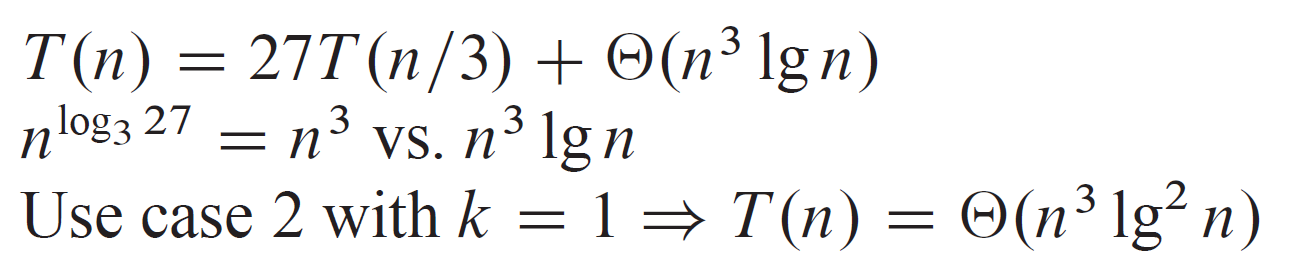 T(n) = 27T(n/3) + Θ(n³ lg n)
n^{log₃ 27} = n³ vs. n³ lg n
Use case 2 with k = 1 ⇒ T(n) = Θ(n³ lg² n)